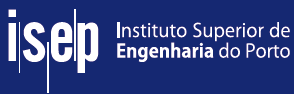 isep
Instituto Superior de
Engenharia do Porto